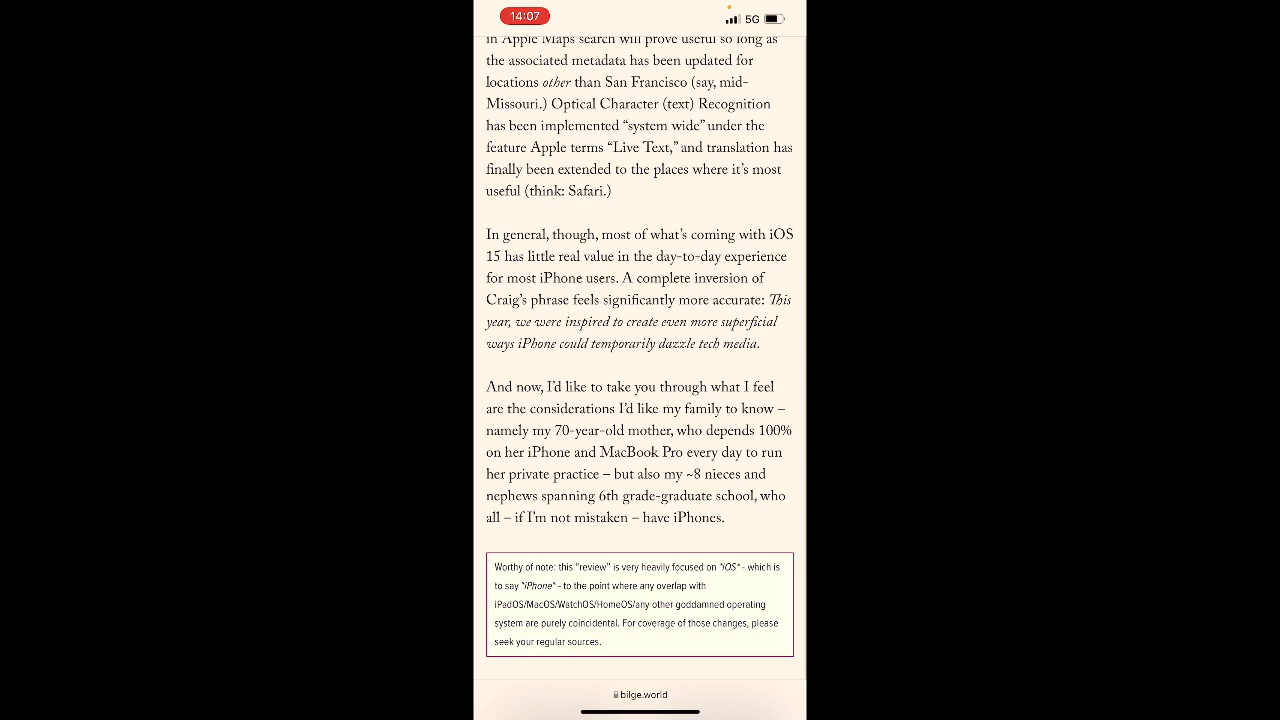 14:07
5G
in Apple Maps search will prove useful so long as
the associated metadata has been updated for
locations other than San Francisco (say, mid-
Missouri.) Optical Character (text) Recognition
has been implemented “system wide” under the
feature Apple terms “Live Text,” and translation has
finally been extended to the places where it’s most
useful (think: Safari.)
In general, though, most of what’s coming with iOS
15 has little real value in the day-to-day experience
for most iPhone users. A complete inversion of
Craig’s phrase feels significantly more accurate: This
year, we were inspired to create even more superficial
ways iPhone could temporarily dazzle tech media.
And now, I’d like to take you through what I feel
are the considerations I’d like my family to know –
namely my 70-year-old mother, who depends 100%
on her iPhone and MacBook Pro every day to run
her private practice – but also my ~8 nieces and
nephews spanning 6th grade-graduate school, who
all – if I’m not mistaken – have iPhones.
Worthy of note: this “review” is very heavily focused on "iOS" - which is
to say "iPhone" - to the point where any overlap with
iPadOS/MacOS/WatchOS/HomeOS/any other goddamned operating
system are purely coincidental. For coverage of those changes, please
seek your regular sources.
bilge.world